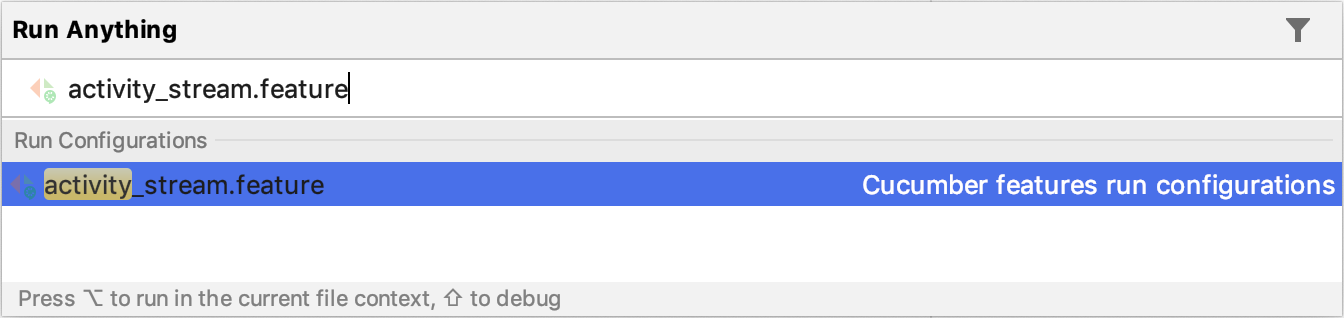 Run Anything
activity_stream.feature
Run Configurations
activity_stream.feature Cucumber features run configurations
Press ⌥ to run in the current file context, ⇧ to debug